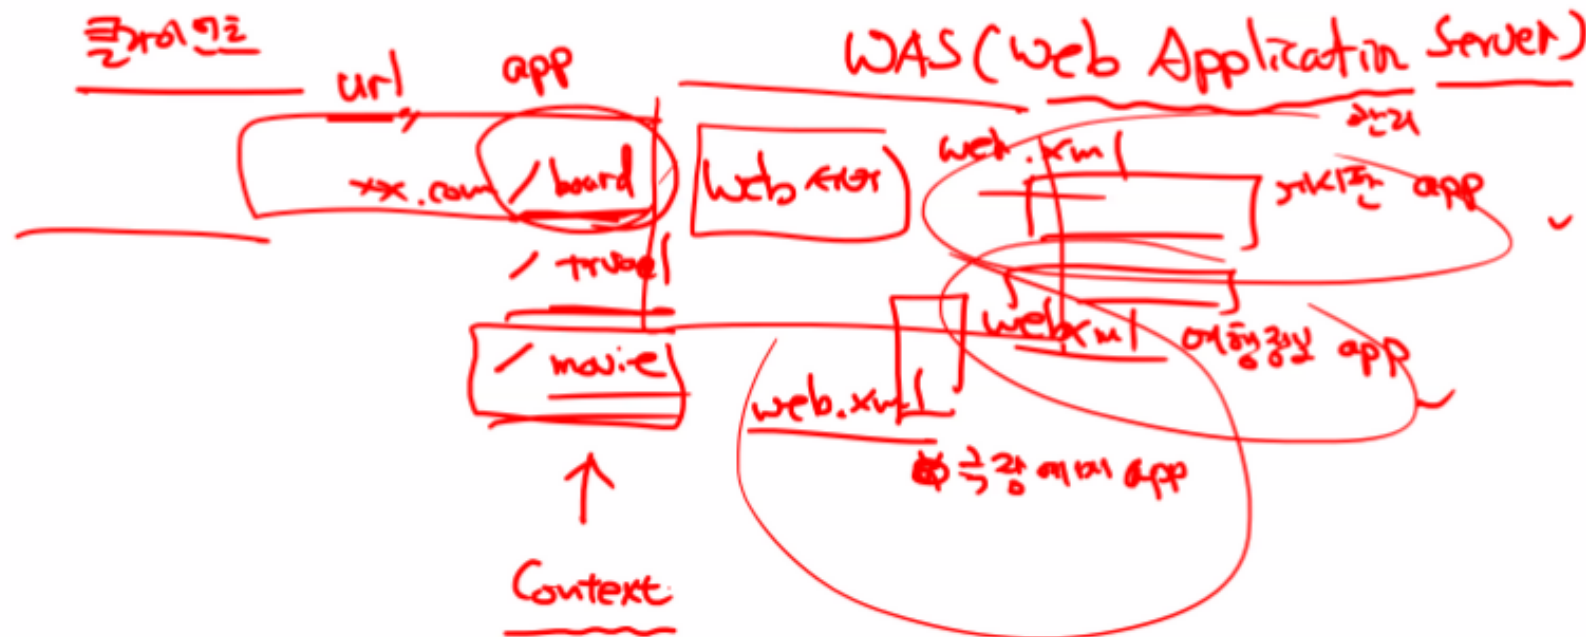 클라이언트
WAS (Web Application Server)
url,
app
관리
xx.com /board
web 서버
web.xml
게시판 app
/ travel
web.xml 여행정보 app
/ movie
web.xml
극장예매 app
Context